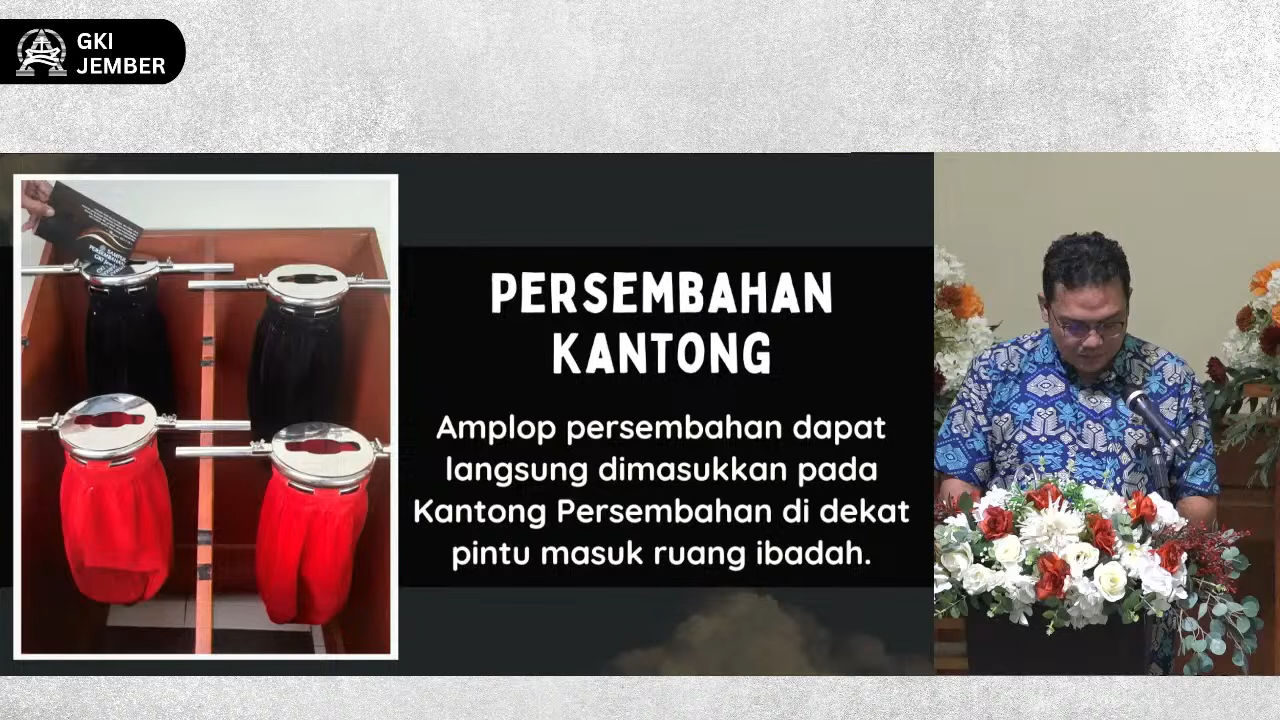 GKI
JEMBER
PERSEMBAHAN
KANTONG
Amplop persembahan dapat
langsung dimasukkan pada
Kantong Persembahan di dekat
pintu masuk ruang ibadah.